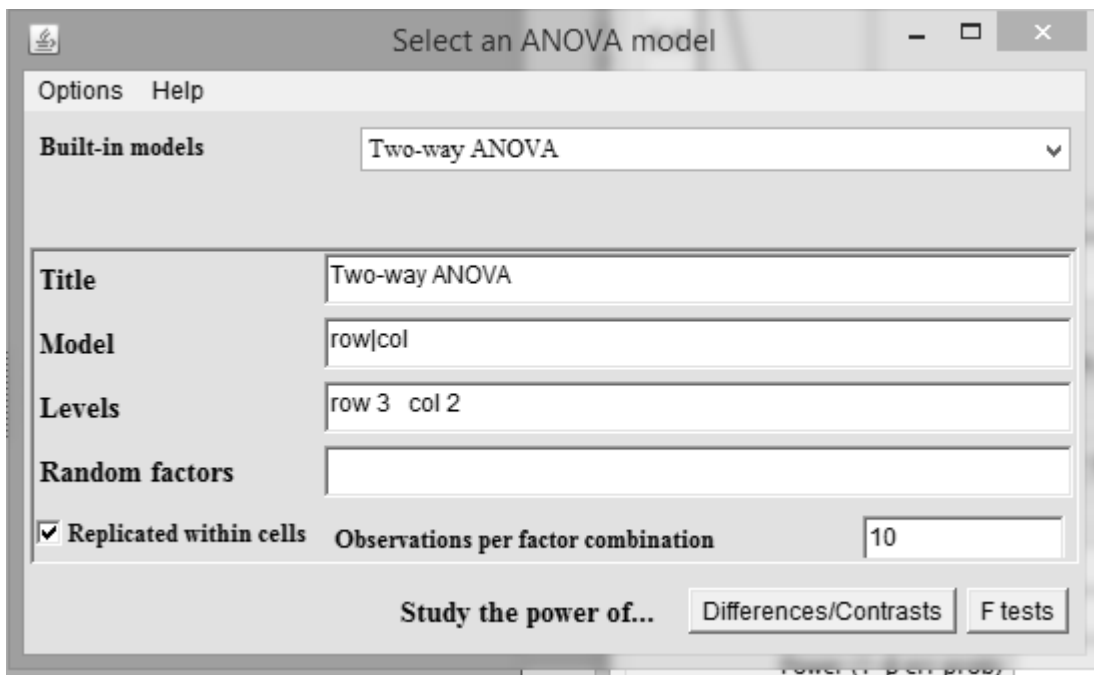 Select an ANOVA model
Options Help
Built-in models Two-way ANOVA
Title Two-way ANOVA
Model row|col
Levels row 3 col 2
Random factors
Replicated within cells Observations per factor combination 10
Study the power of... Differences/Contrasts F tests